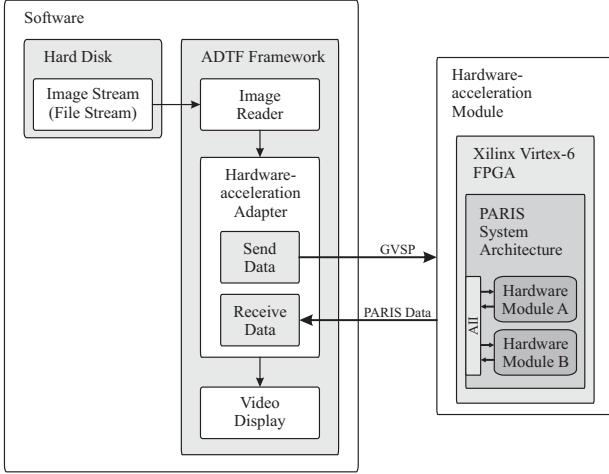 Software
Hard Disk
Image Stream
(File Stream)
ADTF Framework
Image
Reader
Hardware-
acceleration
Adapter
Send
Data
Receive
Data
Video
Display
GVSP
PARIS Data
Hardware-
acceleration
Module
Xilinx Virtex-6
FPGA
PARIS
System
Architecture
AII
Hardware
Module A
Hardware
Module B